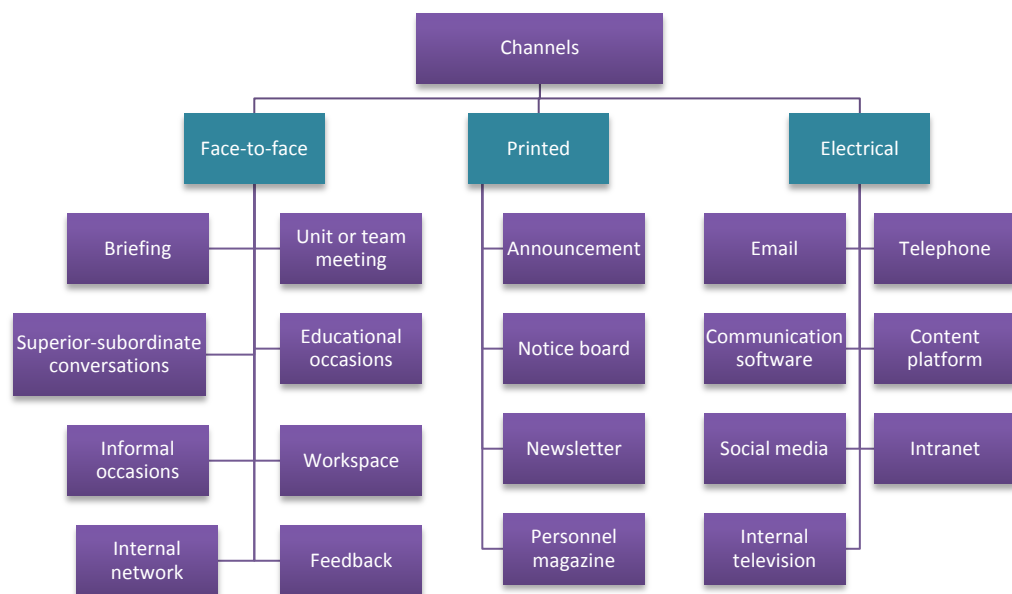 Channels
Face-to-face
Printed
Electrical
Briefing
Unit or team
meeting
Announcement
Email
Telephone
Superior-subordinate
conversations
Educational
occasions
Notice board
Communication
software
Content
platform
Informal
occasions
Workspace
Newsletter
Social media
Intranet
Internal
network
Feedback
Personnel
magazine
Internal
television